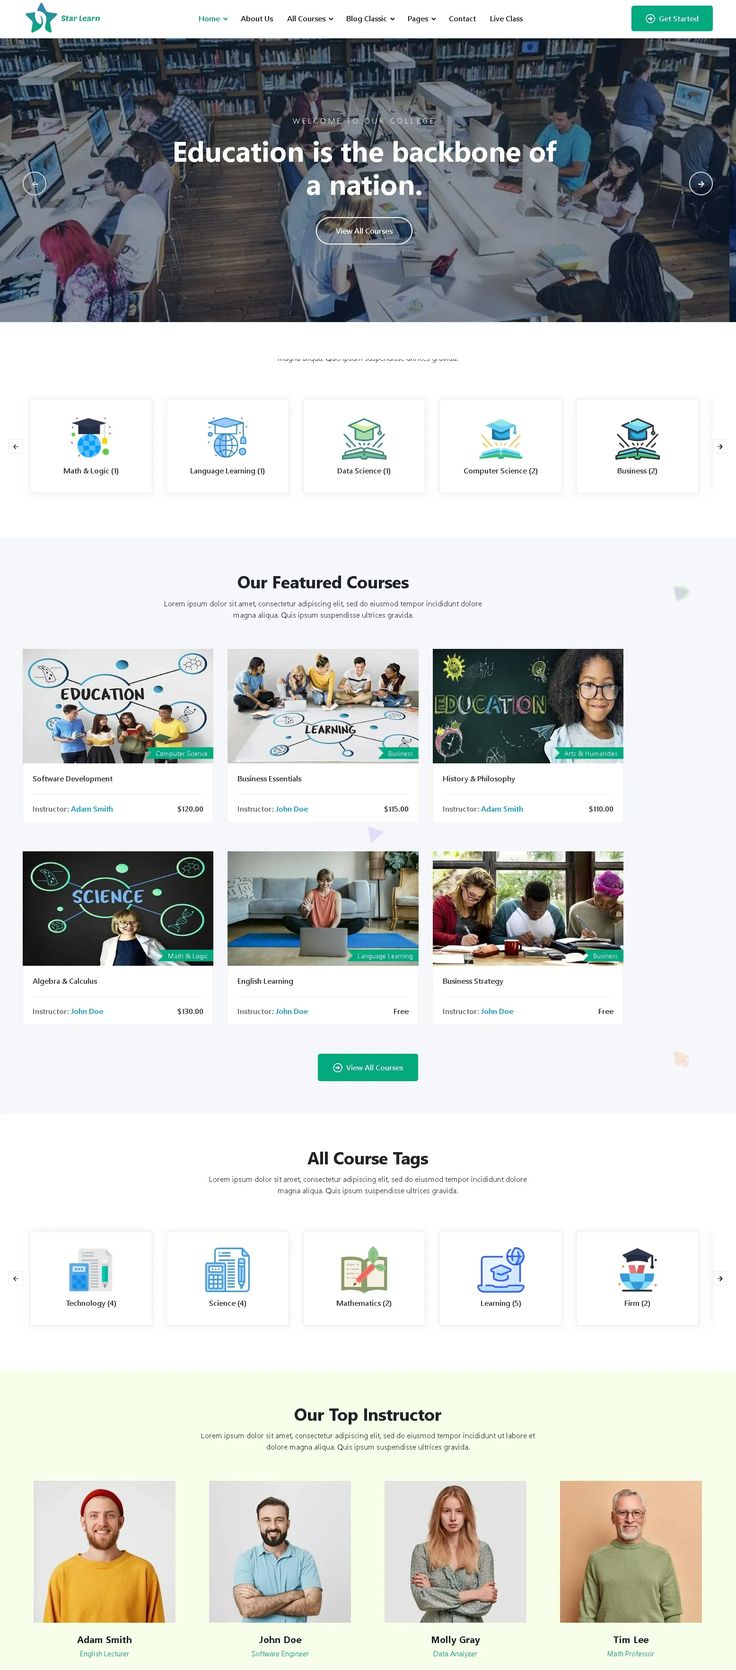 Star Learn
Home
About Us
All Courses
Blog Classic
Pages
Contact
Live Class
Get Started
WELCOME TO OUR COLLEGE
Education is the backbone of
a nation.
View All Courses
magna aliqua. Quis ipsum suspendisse ultrices gravida.
Math & Logic (1)
Language Learning (1)
Data Science (1)
Computer Science (2)
Business (2)
Our Featured Courses
Lorem ipsum dolor sit amet, consectetur adipiscing elit, sed do eiusmod tempor incididunt dolore
magna aliqua. Quis ipsum suspendisse ultrices gravida.
EDUCATION
Computer Science
Software Development
Instructor: Adam Smith
$120.00
LEARNING
Business
Business Essentials
Instructor: John Doe
$115.00
EDUCATION
Arts & Humanities
History & Philosophy
Instructor: Adam Smith
$110.00
SCIENCE
Math & Logic
Algebra & Calculus
Instructor: John Doe
$130.00
Language Learning
English Learning
Instructor: John Doe
Free
Business
Business Strategy
Instructor: John Doe
Free
View All Courses
All Course Tags
Lorem ipsum dolor sit amet, consectetur adipiscing elit, sed do eiusmod tempor incididunt dolore
magna aliqua. Quis ipsum suspendisse ultrices gravida.
Technology (4)
Science (4)
Mathematics (2)
Learning (5)
Firm (2)
Our Top Instructor
Lorem ipsum dolor sit amet, consectetur adipiscing elit, sed do eiusmod tempor incididunt ut labore et
dolore magna aliqua. Quis ipsum suspendisse ultrices gravida.
Adam Smith
English Lecturer
John Doe
Software Engineer
Molly Gray
Data Analyzer
Tim Lee
Math Professor